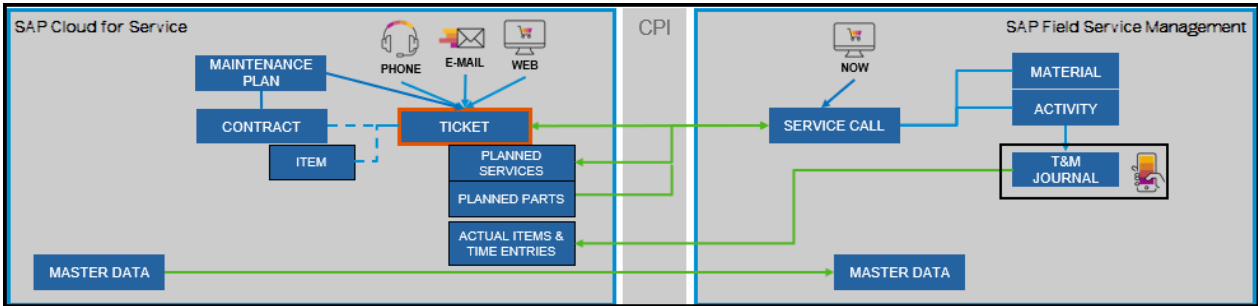 SAP Cloud for Service
CPI
SAP Field Service Management
PHONE
E-MAIL
WEB
NOW
MAINTENANCE
PLAN
CONTRACT
ITEM
TICKET
PLANNED
SERVICES
PLANNED PARTS
ACTUAL ITEMS &
TIME ENTRIES
MASTER DATA
SERVICE CALL
MATERIAL
ACTIVITY
T&M
JOURNAL
MASTER DATA